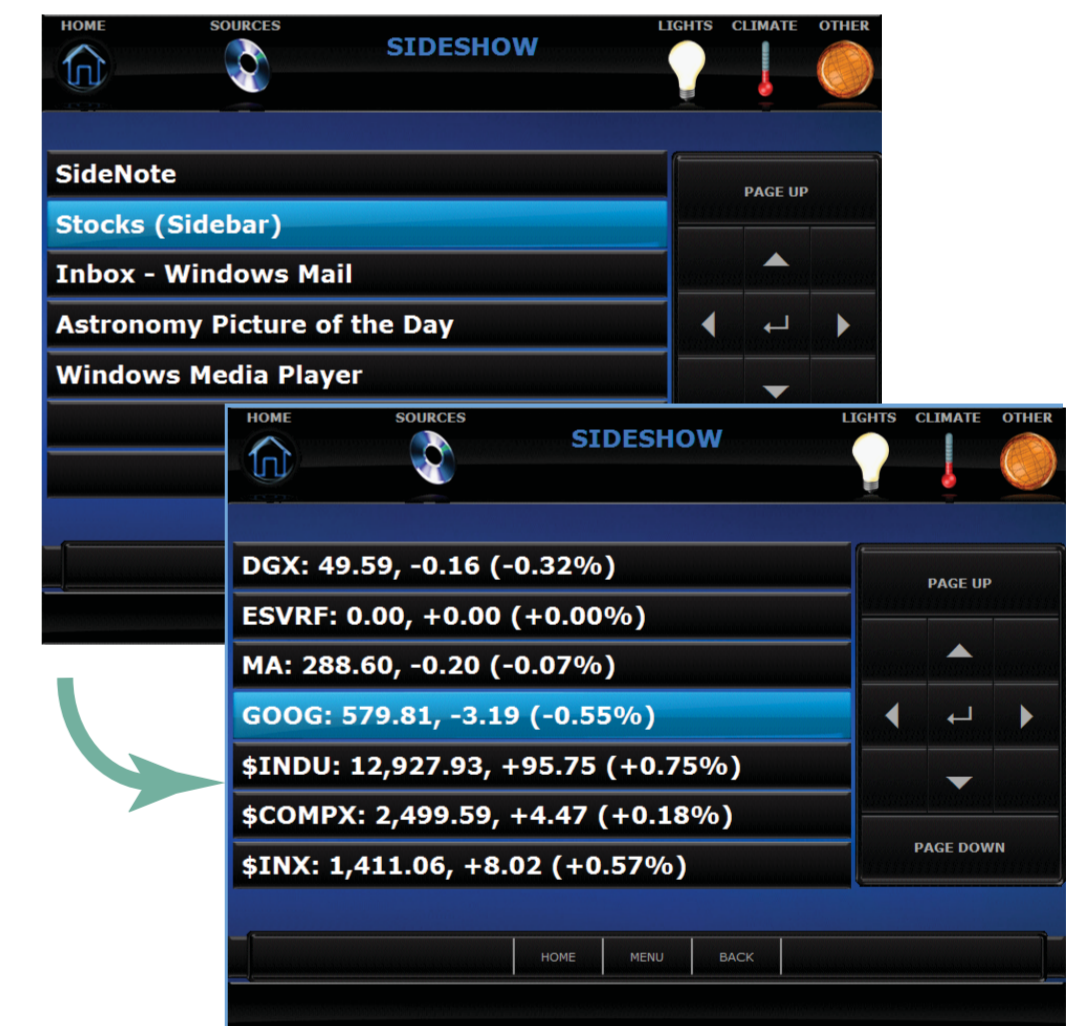 HOME SOURCES SIDESHOW LIGHTS CLIMATE OTHER
SideNote
Stocks (Sidebar)
Inbox - Windows Mail
Astronomy Picture of the Day
Windows Media Player
PAGE UP
HOME SOURCES SIDESHOW LIGHTS CLIMATE OTHER
DGX: 49.59, -0.16 (-0.32%)
ESVRF: 0.00, +0.00 (+0.00%)
MA: 288.60, -0.20 (-0.07%)
GOOG: 579.81, -3.19 (-0.55%)
$INDU: 12,927.93, +95.75 (+0.75%)
$COMPX: 2,499.59, +4.47 (+0.18%)
$INX: 1,411.06, +8.02 (+0.57%)
PAGE UP
PAGE DOWN
HOME MENU BACK